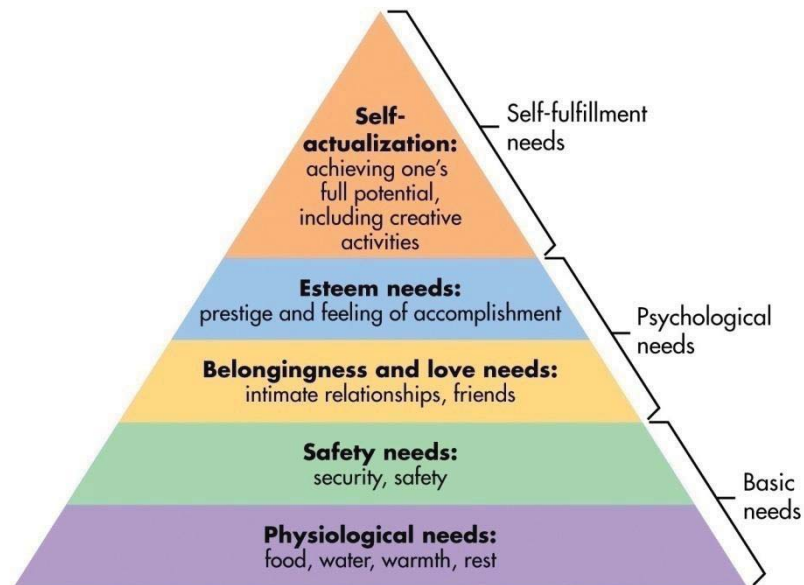 Self-
actualization:
achieving one's
full potential,
including creative
activities
Self-fulfillment
needs
Esteem needs:
prestige and feeling of accomplishment
Belongingness and love needs:
intimate relationships, friends
Psychological
needs
Safety needs:
security, safety
Physiological needs:
food, water, warmth, rest
Basic
needs